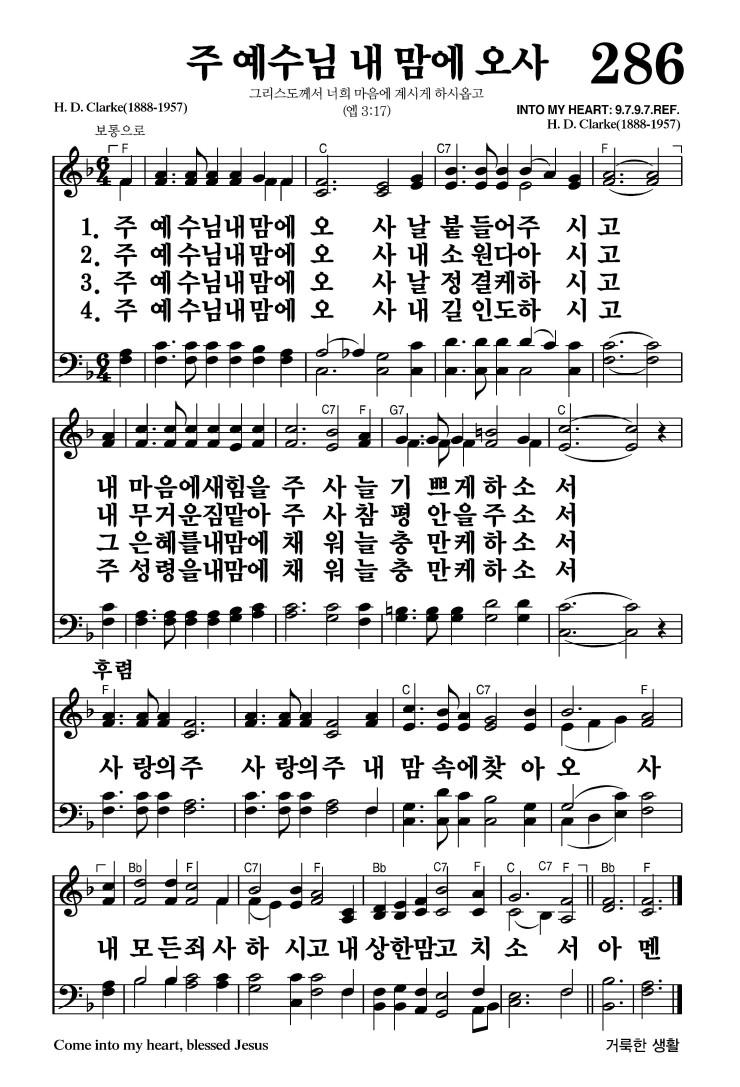 주 예수님 내 맘에 오사 286
그리스도께서 너희 마음에 계시게 하시옵고
H. D. Clarke(1888-1957) (엡 3:17) INTO MY HEART: 9.7.9.7.REF.
H. D. Clarke(1888-1957)
보통으로
F C C7 F
1. 주 예수님내맘에 오 사 날 붙 들어주 시 고
2. 주 예수님내맘에 오 사 내 소 원다아 시 고
3. 주 예수님내맘에 오 사 날 정 결케하 시 고
4. 주 예수님내맘에 오 사 내 길 인도하 시 고
C7 F G7 C
내 마음에새힘을 주 사 늘 기 쁘게하 소 서
내 무거운짐맡아 주 사 참 평 안을주 소 서
그 은혜를내맘에 채 워 늘 충 만케하 소 서
주 성령을내맘에 채 워 늘 충 만케하 소 서
후렴
F C C7 Bb F
사 랑의주 사 랑의주 내 맘 속에찾 아 오 사
Bb F C7 F Bb C7 F C C7 F Bb F
내 모든죄 사 하 시고 내 상한맘고 치 소 서 아 멘
Come into my heart, blessed Jesus 거룩한 생활